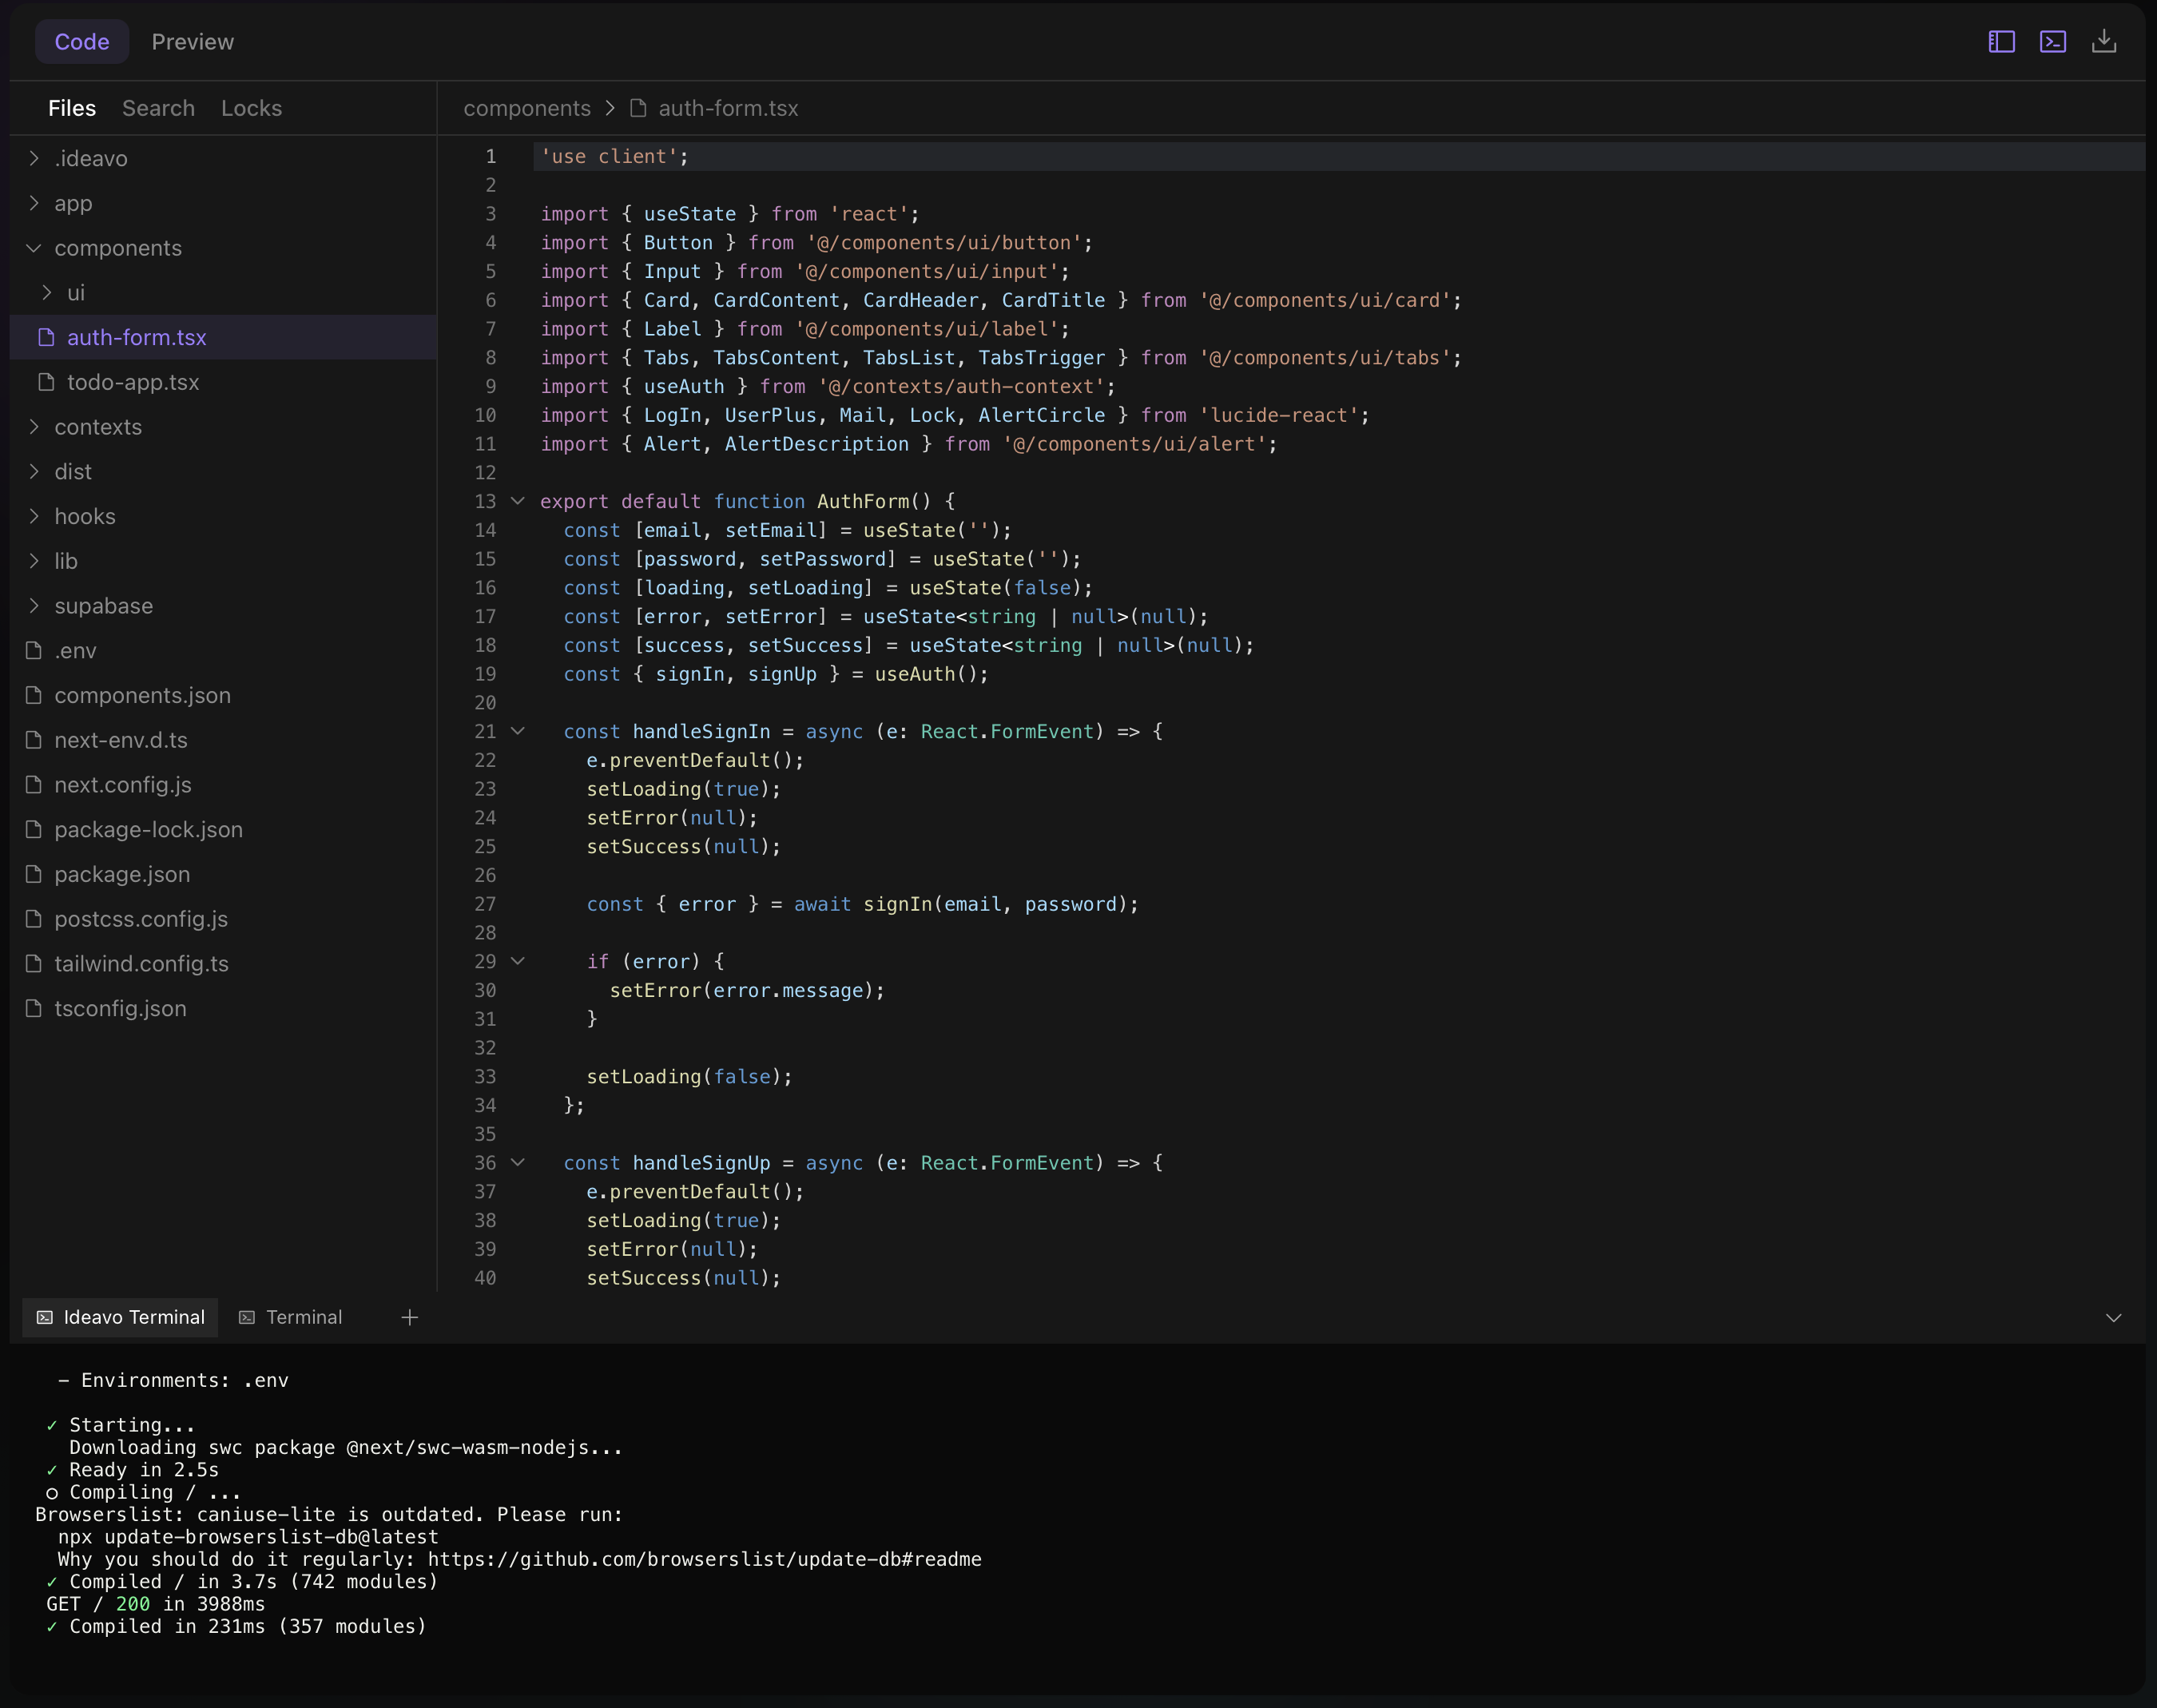 Code Preview
Files Search Locks
.ideavo
app
components
ui
auth-form.tsx
todo-app.tsx
contexts
dist
hooks
lib
supabase
.env
components.json
next-env.d.ts
next.config.js
package-lock.json
package.json
postcss.config.js
tailwind.config.ts
tsconfig.json
components > auth-form.tsx
1 'use client';
2
3 import { useState } from 'react';
4 import { Button } from '@/components/ui/button';
5 import { Input } from '@/components/ui/input';
6 import { Card, CardContent, CardHeader, CardTitle } from '@/components/ui/card';
7 import { Label } from '@/components/ui/label';
8 import { Tabs, TabsContent, TabsList, TabsTrigger } from '@/components/ui/tabs';
9 import { useAuth } from '@/contexts/auth-context';
10 import { LogIn, UserPlus, Mail, Lock, AlertCircle } from 'lucide-react';
11 import { Alert, AlertDescription } from '@/components/ui/alert';
12
13 export default function AuthForm() {
14   const [email, setEmail] = useState('');
15   const [password, setPassword] = useState('');
16   const [loading, setLoading] = useState(false);
17   const [error, setError] = useState<string | null>(null);
18   const [success, setSuccess] = useState<string | null>(null);
19   const { signIn, signUp } = useAuth();
20
21   const handleSignIn = async (e: React.FormEvent) => {
22     e.preventDefault();
23     setLoading(true);
24     setError(null);
25     setSuccess(null);
26
27     const { error } = await signIn(email, password);
28
29     if (error) {
30       setError(error.message);
31     }
32
33     setLoading(false);
34   };
35
36   const handleSignUp = async (e: React.FormEvent) => {
37     e.preventDefault();
38     setLoading(true);
39     setError(null);
40     setSuccess(null);
Ideavo Terminal Terminal +
- Environments: .env
✓ Starting...
Downloading swc package @next/swc-wasm-nodejs...
✓ Ready in 2.5s
○ Compiling / ...
Browserslist: caniuse-lite is outdated. Please run:
npx update-browserslist-db@latest
Why you should do it regularly: https://github.com/browserslist/update-db#readme
✓ Compiled / in 3.7s (742 modules)
GET / 200 in 3988ms
✓ Compiled in 231ms (357 modules)